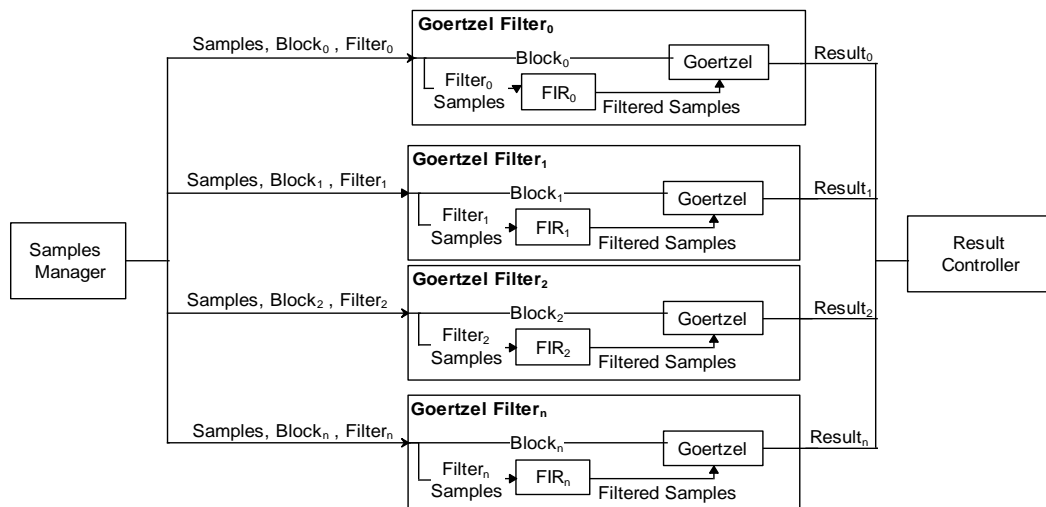 Goertzel Filter₀
Samples, Block₀ , Filter₀
Block₀
Goertzel
Result₀
Filter₀
Samples
FIR₀
Filtered Samples
Goertzel Filter₁
Samples, Block₁ , Filter₁
Block₁
Goertzel
Result₁
Filter₁
Samples
FIR₁
Filtered Samples
Samples
Manager
Result
Controller
Goertzel Filter₂
Samples, Block₂ , Filter₂
Block₂
Goertzel
Result₂
Filter₂
Samples
FIR₂
Filtered Samples
Goertzel Filterₙ
Samples, Blockₙ , Filterₙ
Blockₙ
Goertzel
Resultₙ
Filterₙ
Samples
FIRₙ
Filtered Samples